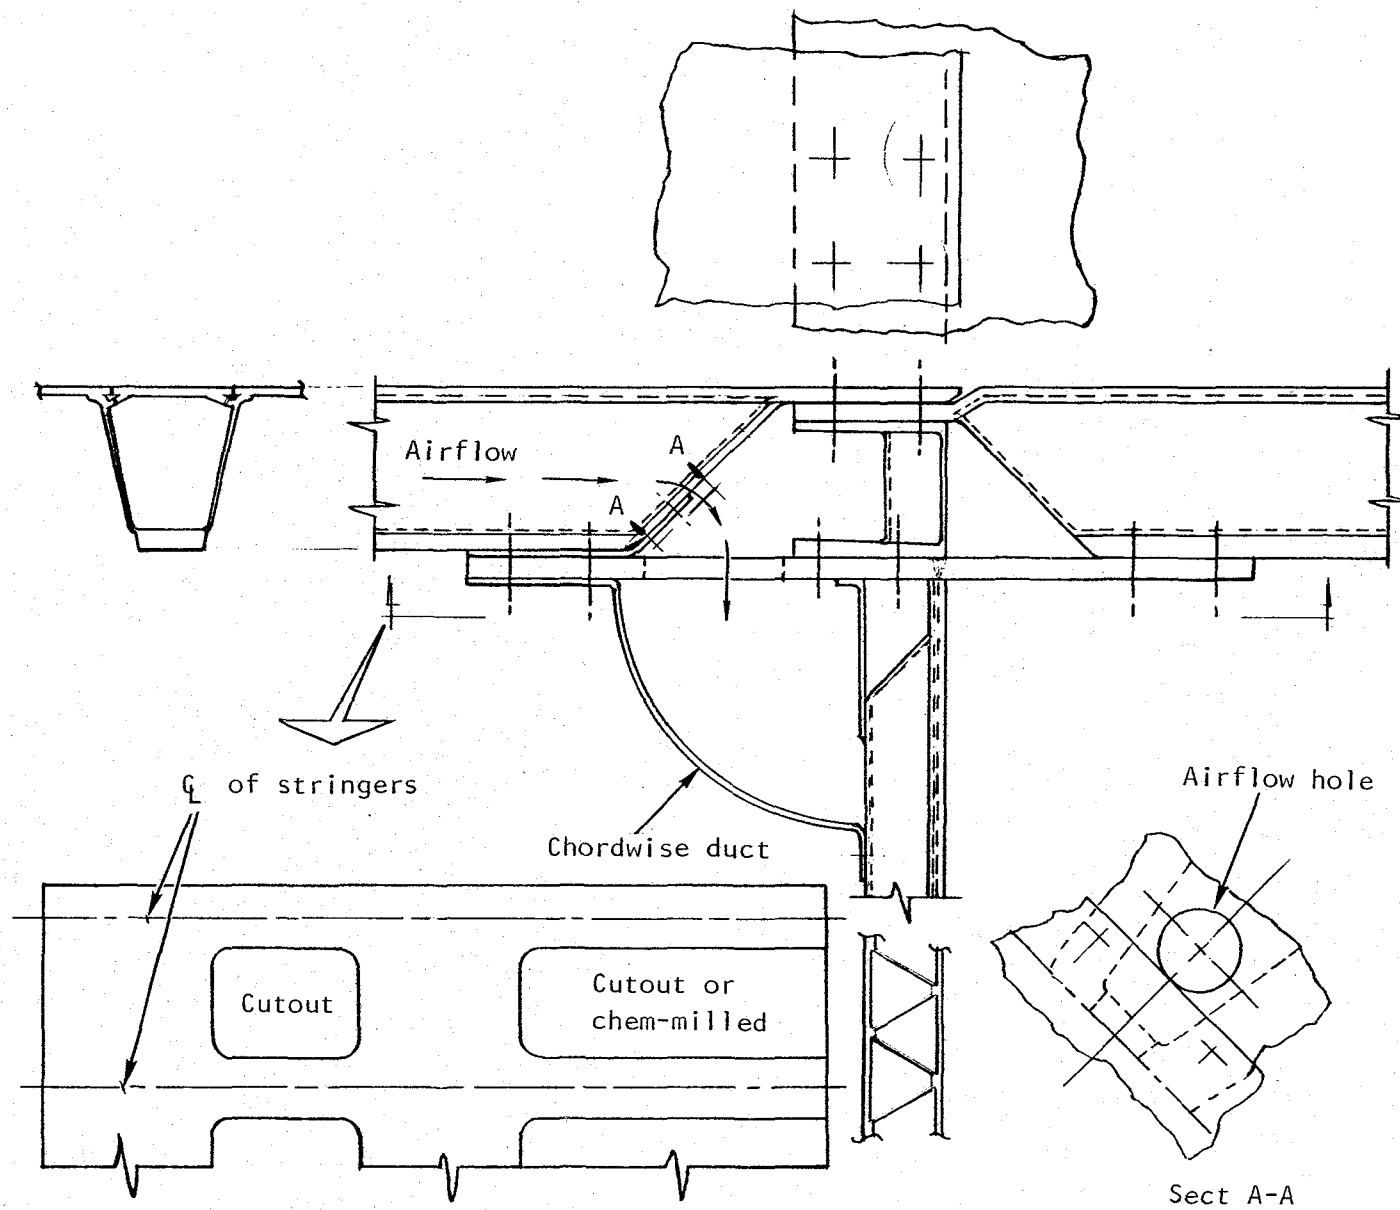 Airflow
A
A
℄ of stringers
Airflow hole
Chordwise duct
Cutout
Cutout or
chem-milled
Sect A-A